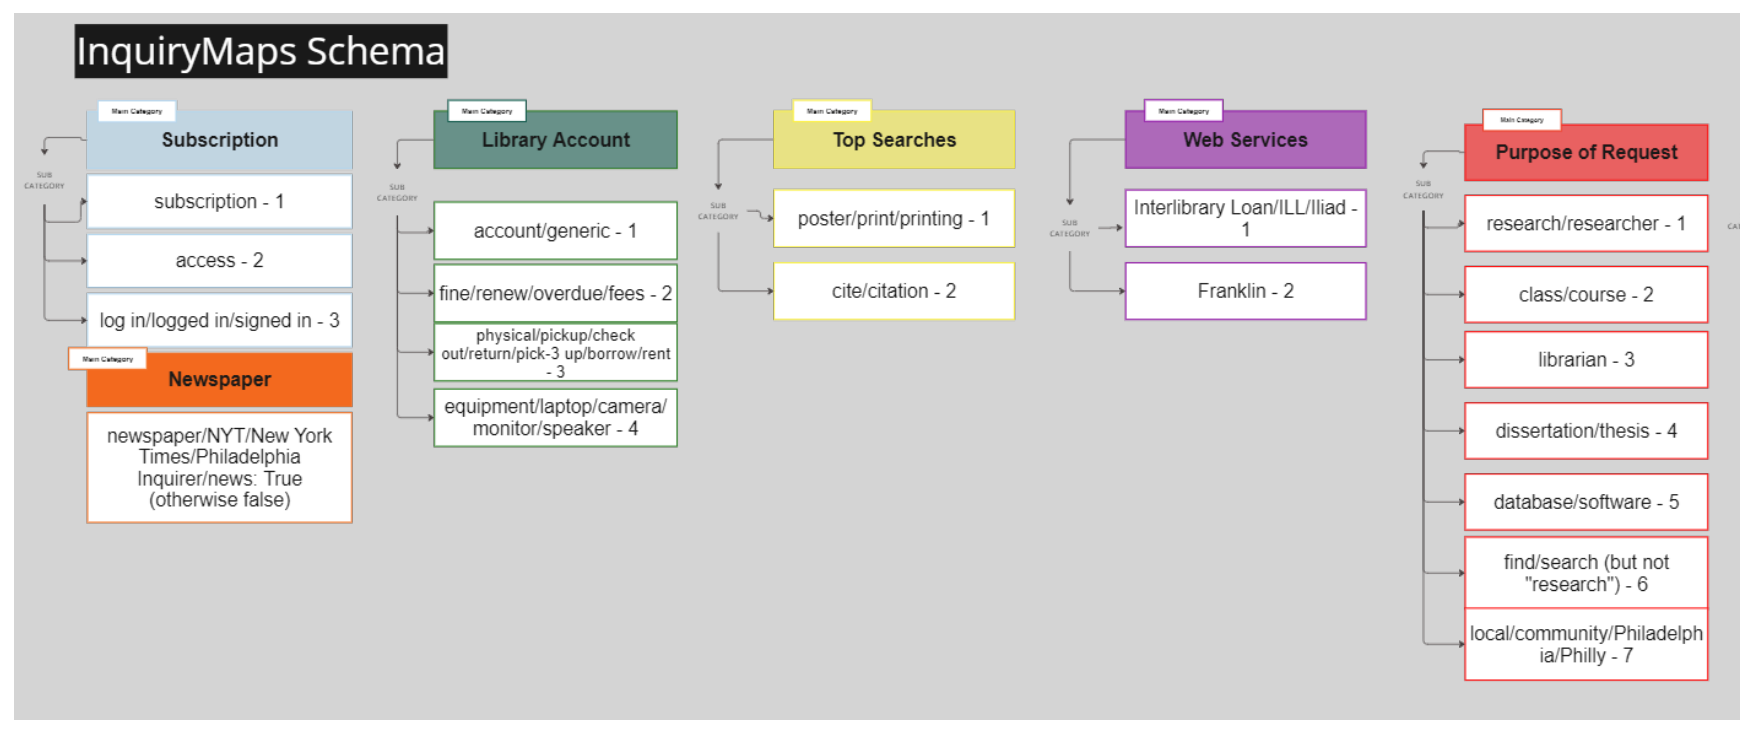 InquiryMaps Schema
Main Category
Subscription
SUB
CATEGORY
subscription - 1
access - 2
log in/logged in/signed in - 3
Main Category
Newspaper
newspaper/NYT/New York
Times/Philadelphia
Inquirer/news: True
(otherwise false)
Main Category
Library Account
SUB
CATEGORY
account/generic - 1
fine/renew/overdue/fees - 2
physical/pickup/check
out/return/pick-3 up/borrow/rent
- 3
equipment/laptop/camera/
monitor/speaker - 4
Main Category
Top Searches
SUB
CATEGORY
poster/print/printing - 1
cite/citation - 2
Main Category
Web Services
SUB
CATEGORY
Interlibrary Loan/ILL/Iliad -
1
Franklin - 2
Main Category
Purpose of Request
SUB
CATEGORY
research/researcher - 1
class/course - 2
librarian - 3
dissertation/thesis - 4
database/software - 5
find/search (but not
"research") - 6
local/community/Philadelph
ia/Philly - 7
CA